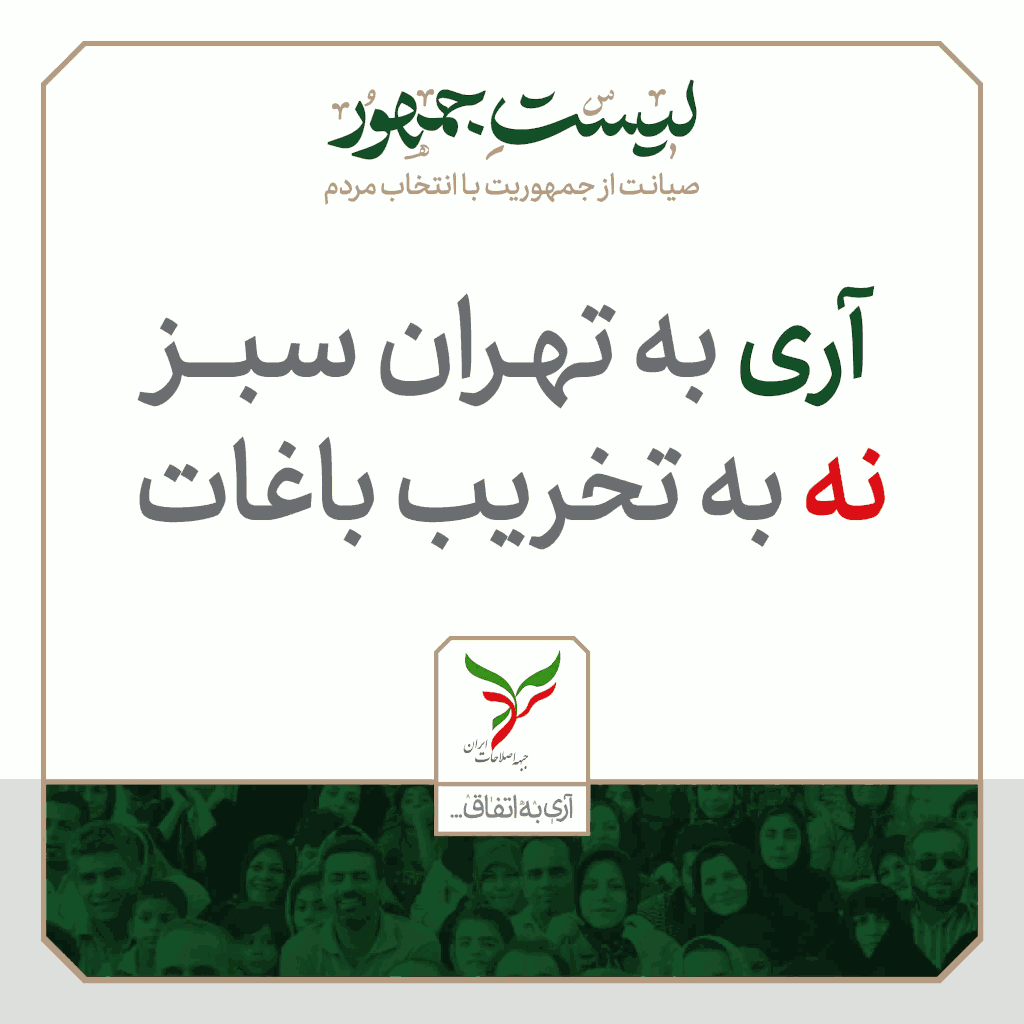 لیستِ جمهور
صیانت از جمهوریت با انتخاب مردم
آری به تهران سبز
نه به تخریب باغات
جبهه اصلاحات ایران
آری به اتفاق...